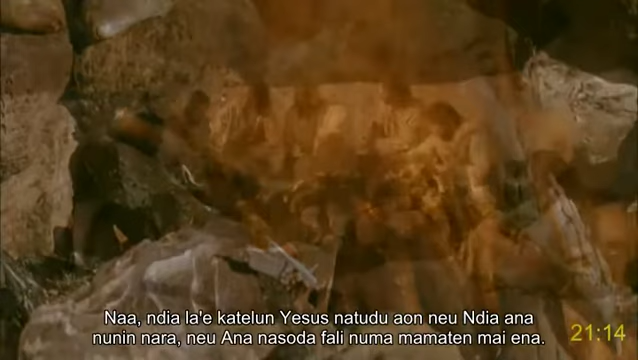 Naa, ndia la'e katelun Yesus natudu aon neu Ndia ana
nunin nara, neu Ana nasoda fali numa mamaten mai ena.
21:14